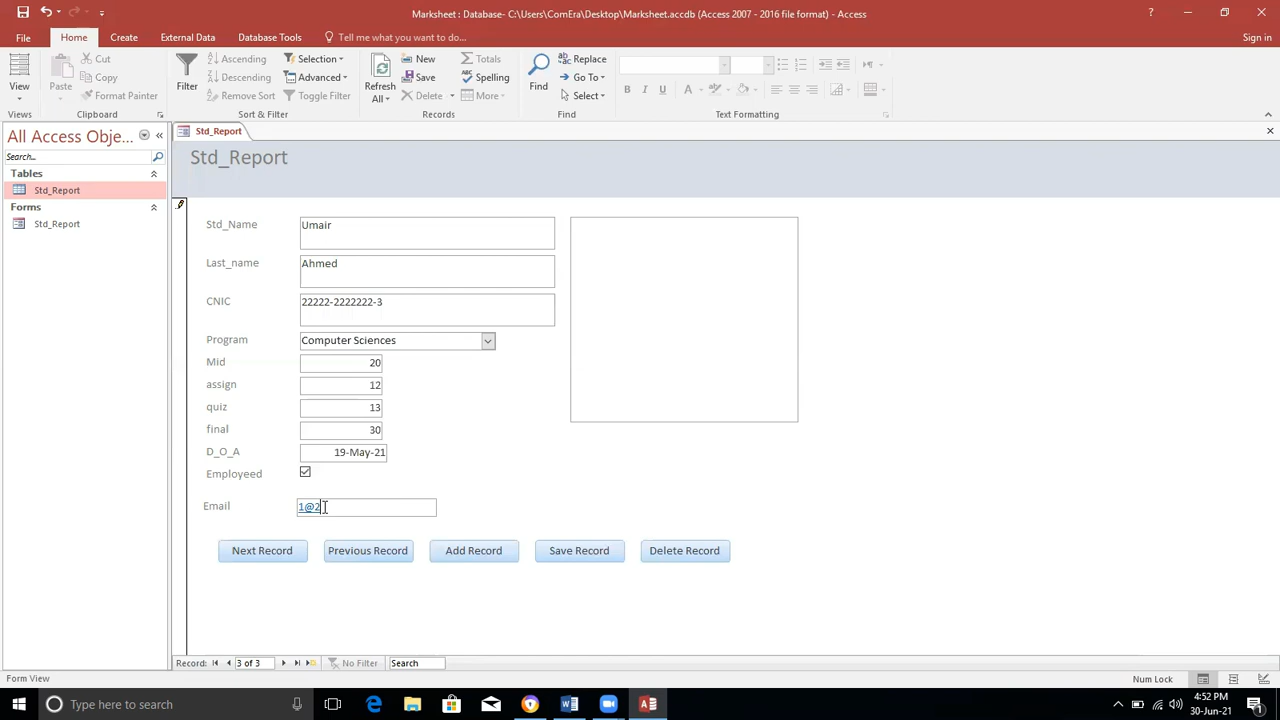 Marksheet : Database- C:\Users\ComEra\Desktop\Marksheet.accdb (Access 2007 - 2016 file format) - Access
?
File Home Create External Data Database Tools Tell me what you want to do... Sign in
View
Views
Paste
Cut
Copy
Format Painter
Clipboard
Filter
Ascending
Descending
Remove Sort
Selection
Advanced
Toggle Filter
Sort & Filter
Refresh All
New
Save
Delete
Totals
Spelling
More
Records
Find
Replace
Go To
Select
Find
B I U A
Text Formatting
All Access Obje...
Search...
Tables
Std_Report
Forms
Std_Report
Std_Report
Std_Report
Std_Name Umair
Last_name Ahmed
CNIC 22222-2222222-3
Program Computer Sciences
Mid 20
assign 12
quiz 13
final 30
D_O_A 19-May-21
Employeed
Email 1@2
Next Record Previous Record Add Record Save Record Delete Record
Record: 3 of 3 No Filter Search
Form View Num Lock
Type here to search
4:52 PM
30-Jun-21
1